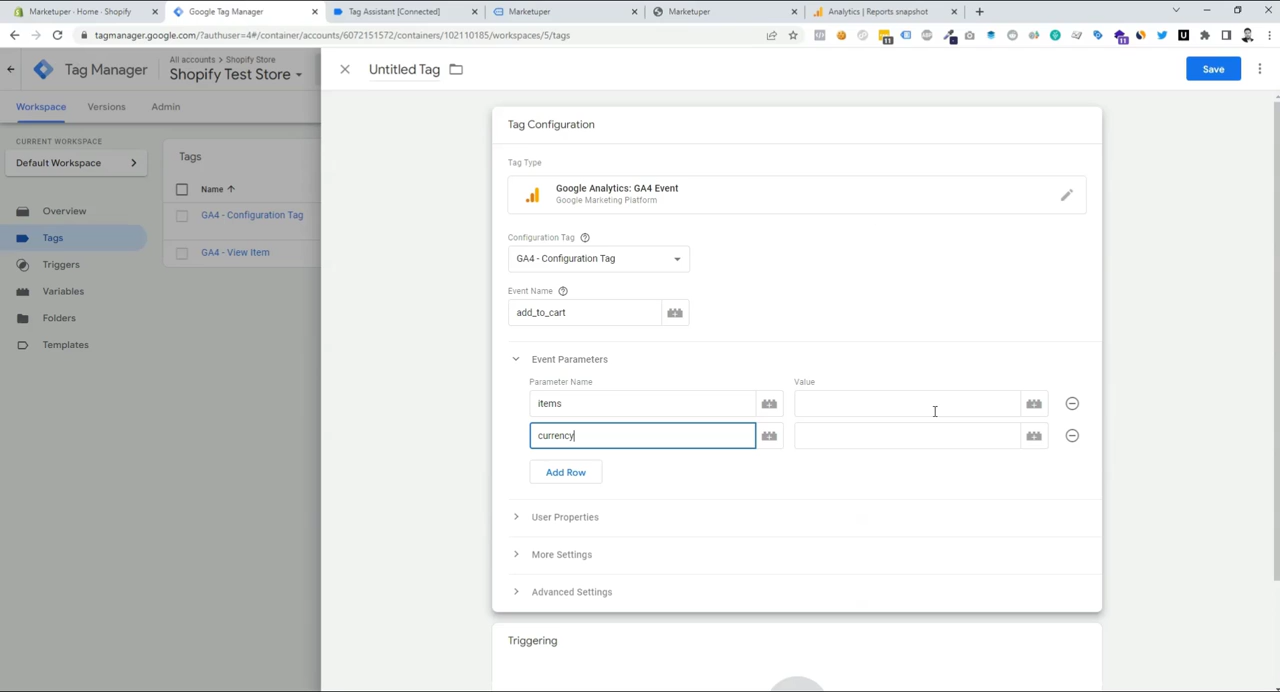 Marketuper · Home · Shopify
Google Tag Manager
Tag Assistant [Connected]
Marketuper
Marketuper
Analytics | Reports snapshot
tagmanager.google.com/?authuser=4#/container/accounts/6072151572/containers/102110185/workspaces/5/tags
11
11
Tag Manager
All accounts > Shopify Store
Shopify Test Store
Untitled Tag
Save
Workspace
Versions
Admin
CURRENT WORKSPACE
Default Workspace
Overview
Tags
Triggers
Variables
Folders
Templates
Tags
Name
GA4 - Configuration Tag
GA4 - View Item
Tag Configuration
Tag Type
Google Analytics: GA4 Event
Google Marketing Platform
Configuration Tag
GA4 - Configuration Tag
Event Name
add_to_cart
Event Parameters
Parameter Name
Value
items
currency
Add Row
User Properties
More Settings
Advanced Settings
Triggering